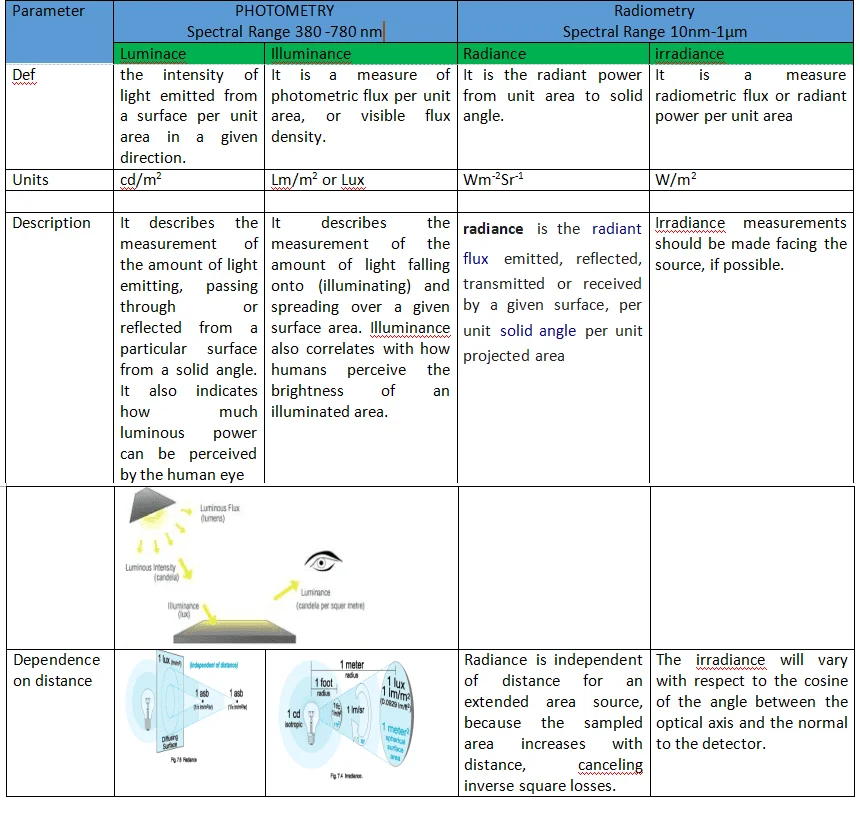 Parameter
PHOTOMETRY
Spectral Range 380 -780 nm
Radiometry
Spectral Range 10nm-1µm
Luminace
Illuminance
Radiance
irradiance
Def
the intensity of
light emitted from
a surface per unit
area in a given
direction.
It is a measure of
photometric flux per unit
area, or visible flux
density.
It is the radiant power
from unit area to solid
angle.
It is a measure
radiometric flux or radiant
power per unit area
Units
cd/m²
Lm/m² or Lux
Wm⁻²Sr⁻¹
W/m²
Description
It describes the
measurement of
the amount of light
emitting, passing
through or
reflected from a
particular surface
from a solid angle.
It also indicates
how much
luminous power
can be perceived
by the human eye
It describes the
measurement of the
amount of light falling
onto (illuminating) and
spreading over a given
surface area. Illuminance
also correlates with how
humans perceive the
brightness of an
illuminated area.
radiance is the radiant
flux emitted, reflected,
transmitted or received
by a given surface, per
unit solid angle per unit
projected area
Irradiance measurements
should be made facing the
source, if possible.
Luminous Flux
(lumens)
Luminous Intensity
(candela)
Illuminance
(lux)
Luminance
(candela per squer metre)
Dependence
on distance
1 lux
(independent of distance)
1 asb
1 asb
Diffusing
Surface
1 meter
radius
1 foot
radius
1 cd
isotropic
1 lm/sr
1 lux
1 lm/m²
1 meter²
spherical
surface
area
Radiance is independent
of distance for an
extended area source,
because the sampled
area increases with
distance, canceling
inverse square losses.
The irradiance will vary
with respect to the cosine
of the angle between the
optical axis and the normal
to the detector.